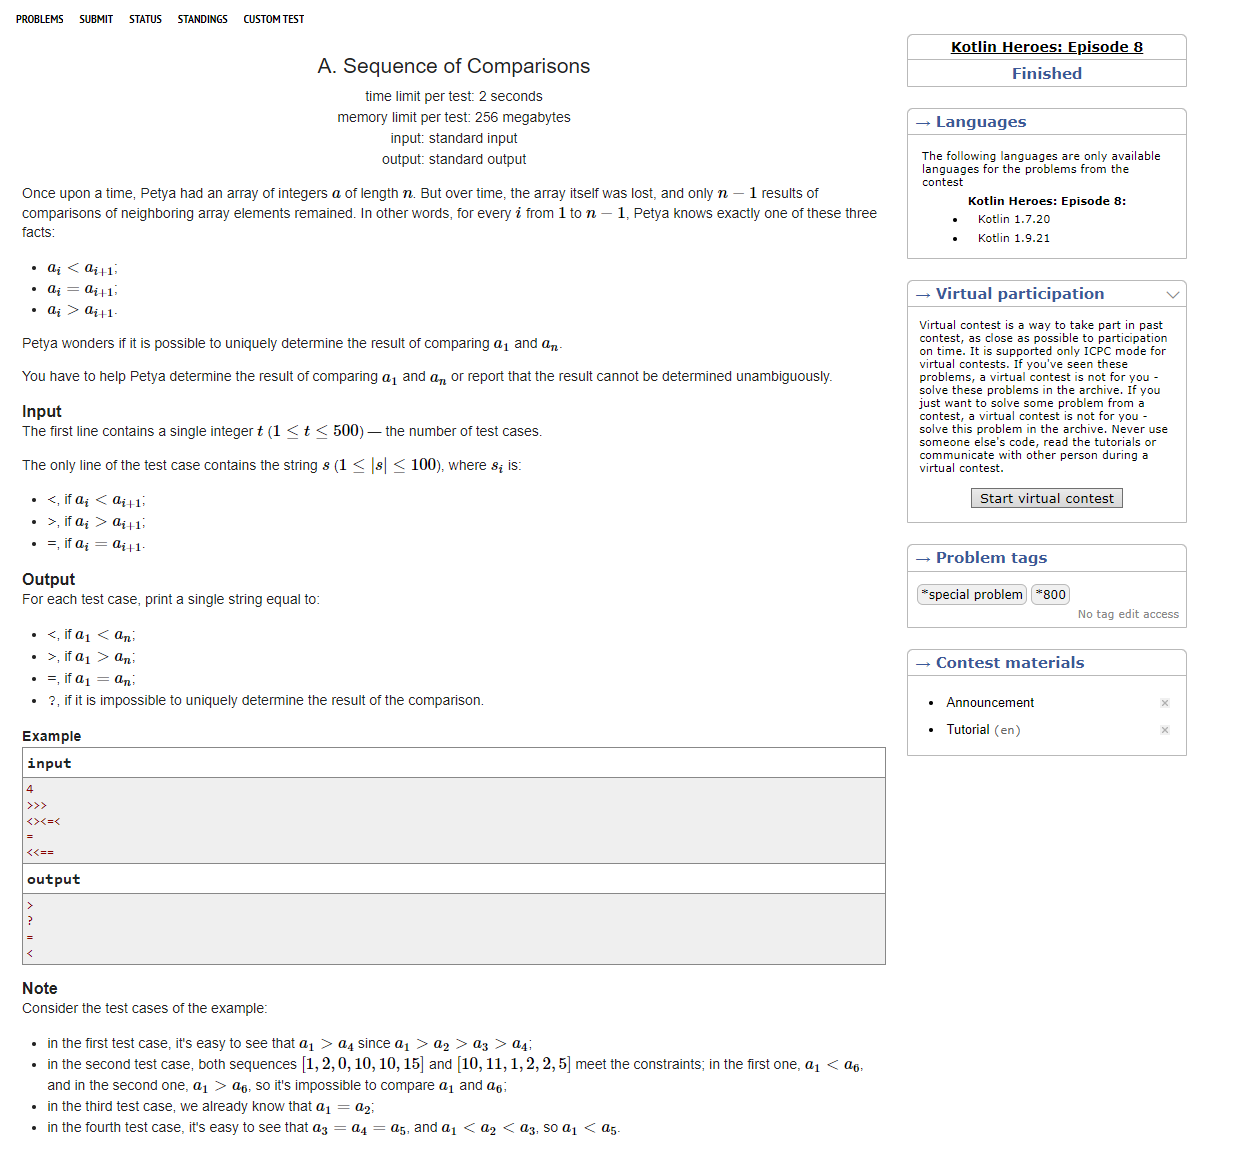 PROBLEMS SUBMIT STATUS STANDINGS CUSTOM TEST
A. Sequence of Comparisons
time limit per test: 2 seconds
memory limit per test: 256 megabytes
input: standard input
output: standard output
Once upon a time, Petya had an array of integers a of length n. But over time, the array itself was lost, and only n − 1 results of
comparisons of neighboring array elements remained. In other words, for every i from 1 to n − 1, Petya knows exactly one of these three
facts:
• a_i < a_{i+1};
• a_i = a_{i+1};
• a_i > a_{i+1}.
Petya wonders if it is possible to uniquely determine the result of comparing a_1 and a_n.
You have to help Petya determine the result of comparing a_1 and a_n or report that the result cannot be determined unambiguously.
Input
The first line contains a single integer t (1 ≤ t ≤ 500) — the number of test cases.
The only line of the test case contains the string s (1 ≤ |s| ≤ 100), where s_i is:
• <, if a_i < a_{i+1};
• >, if a_i > a_{i+1};
• =, if a_i = a_{i+1}.
Output
For each test case, print a single string equal to:
• <, if a_1 < a_n;
• >, if a_1 > a_n;
• =, if a_1 = a_n;
• ?, if it is impossible to uniquely determine the result of the comparison.
Example
input
4
>>>
<><=<
=
<<==
output
>
?
=
<
Note
Consider the test cases of the example:
• in the first test case, it's easy to see that a_1 > a_4 since a_1 > a_2 > a_3 > a_4;
• in the second test case, both sequences [1, 2, 0, 10, 10, 15] and [10, 11, 1, 2, 2, 5] meet the constraints; in the first one, a_1 < a_6,
and in the second one, a_1 > a_6, so it's impossible to compare a_1 and a_6;
• in the third test case, we already know that a_1 = a_2;
• in the fourth test case, it's easy to see that a_3 = a_4 = a_5, and a_1 < a_2 < a_3, so a_1 < a_5.
Kotlin Heroes: Episode 8
Finished
→ Languages
The following languages are only available
languages for the problems from the
contest
Kotlin Heroes: Episode 8:
• Kotlin 1.7.20
• Kotlin 1.9.21
→ Virtual participation
Virtual contest is a way to take part in past
contest, as close as possible to participation
on time. It is supported only ICPC mode for
virtual contests. If you've seen these
problems, a virtual contest is not for you -
solve these problems in the archive. If you
just want to solve some problem from a
contest, a virtual contest is not for you -
solve this problem in the archive. Never use
someone else's code, read the tutorials or
communicate with other person during a
virtual contest.
Start virtual contest
→ Problem tags
*special problem *800
No tag edit access
→ Contest materials
• Announcement ×
• Tutorial (en) ×